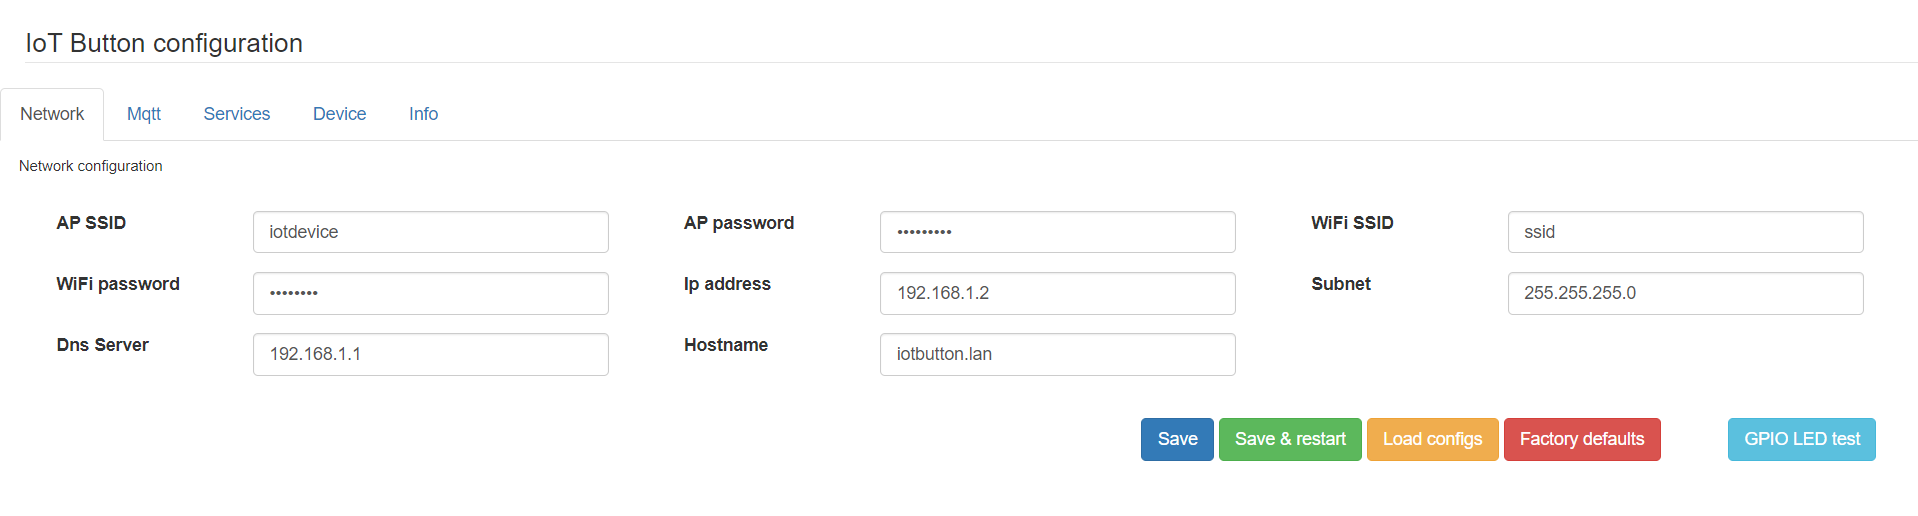 IoT Button configuration
Network Mqtt Services Device Info
Network configuration
AP SSID iotdevice AP password ••••••••• WiFi SSID ssid
WiFi password •••••••• Ip address 192.168.1.2 Subnet 255.255.255.0
Dns Server 192.168.1.1 Hostname iotbutton.lan
Save Save & restart Load configs Factory defaults GPIO LED test